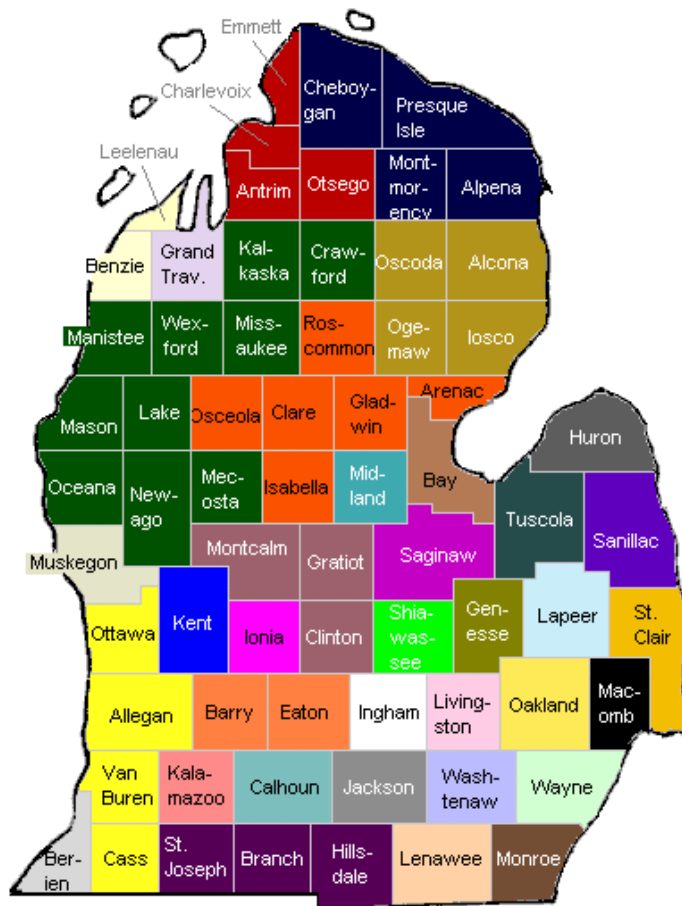 Emmett
Cheboy-
gan
Presque
Isle
Charlevoix
Leelenau
Antrim
Otsego
Mont-
mor-
ency
Alpena
Benzie
Grand
Trav.
Kal-
kaska
Craw-
ford
Oscoda
Alcona
Manistee
Wex-
ford
Miss-
aukee
Ros-
common
Oge-
maw
Iosco
Mason
Lake
Osceola
Clare
Glad-
win
Arenac
Huron
Oceana
New-
ago
Mec-
osta
Isabella
Mid-
land
Bay
Tuscola
Sanillac
Muskegon
Montcalm
Gratiot
Saginaw
Ottawa
Kent
Ionia
Clinton
Shia-
was-
see
Gen-
esse
Lapeer
St.
Clair
Allegan
Barry
Eaton
Ingham
Living-
ston
Oakland
Mac-
omb
Van
Buren
Kala-
mazoo
Calhoun
Jackson
Wash-
tenaw
Wayne
Ber-
ien
Cass
St.
Joseph
Branch
Hills-
dale
Lenawee
Monroe